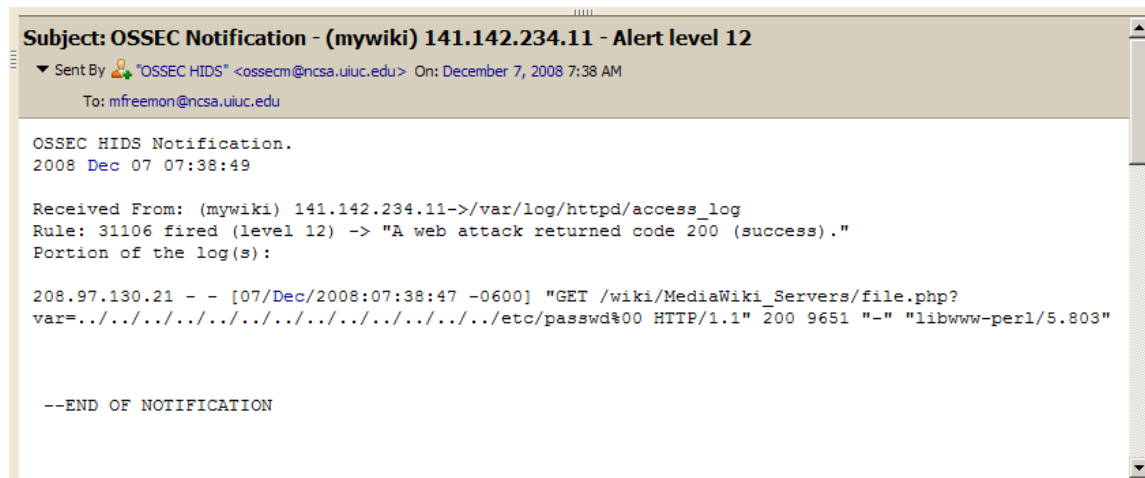 Subject: OSSEC Notification - (mywiki) 141.142.234.11 - Alert level 12
Sent By "OSSEC HIDS" <ossecm@ncsa.uiuc.edu> On: December 7, 2008 7:38 AM
To: mfreemon@ncsa.uiuc.edu
OSSEC HIDS Notification.
2008 Dec 07 07:38:49
Received From: (mywiki) 141.142.234.11->/var/log/httpd/access_log
Rule: 31106 fired (level 12) -> "A web attack returned code 200 (success)."
Portion of the log(s):
208.97.130.21 - - [07/Dec/2008:07:38:47 -0600] "GET /wiki/MediaWiki_Servers/file.php?
var=../../../../../../../../../../../../../etc/passwd%00 HTTP/1.1" 200 9651 "-" "libwww-perl/5.803"
--END OF NOTIFICATION